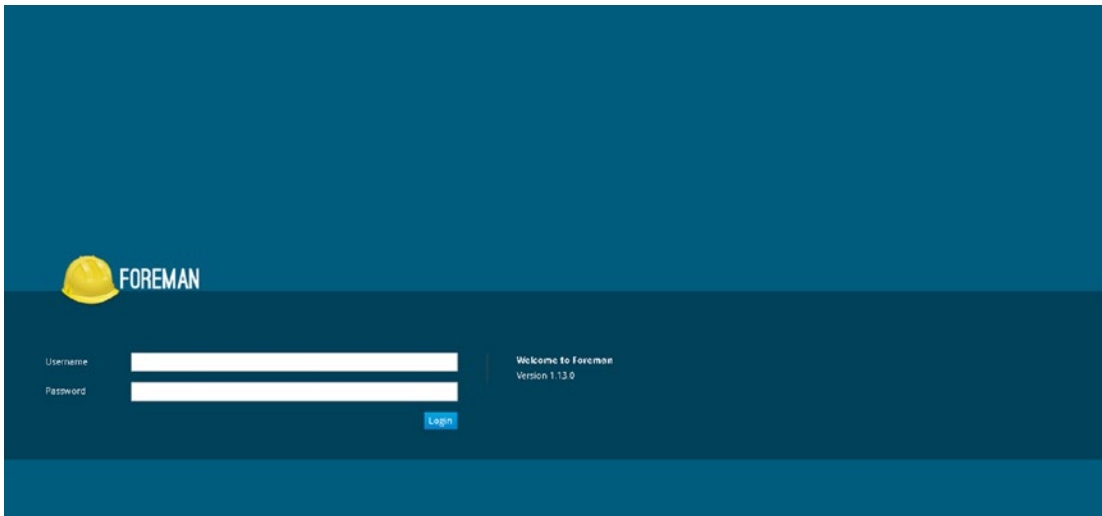 FOREMAN
Username
Password
Login
Welcome to Foreman
Version 1.13.0